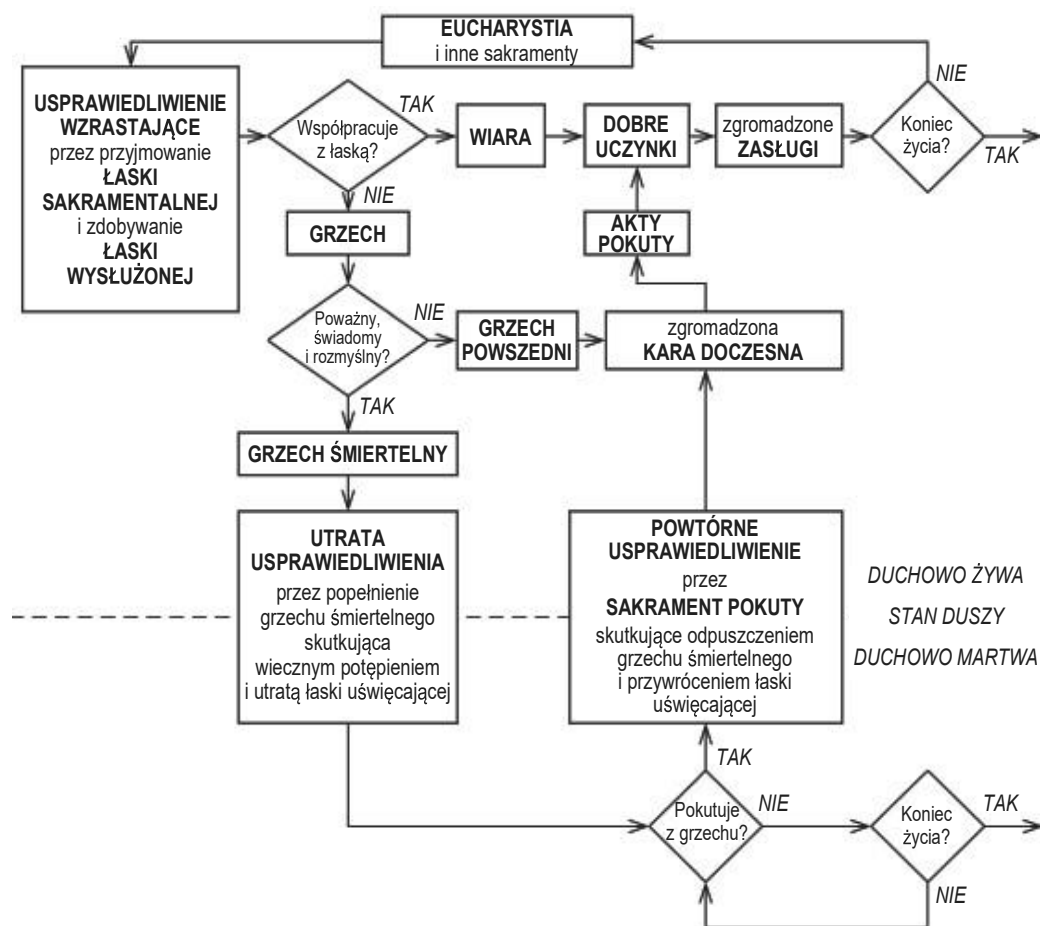 EUCHARYSTIA
i inne sakramenty
NIE
USPRAWIEDLIWIENIE
WZRASTAJĄCE
przez przyjmowanie
ŁASKI
SAKRAMENTALNEJ
i zdobywanie
ŁASKI
WYSŁUŻONEJ
Współpracuje
z łaską?
TAK
WIARA
DOBRE
UCZYNKI
zgromadzone
ZASŁUGI
Koniec
życia?
TAK
NIE
GRZECH
AKTY
POKUTY
Poważny,
świadomy
i rozmyślny?
NIE
GRZECH
POWSZEDNI
zgromadzona
KARA DOCZESNA
TAK
GRZECH ŚMIERTELNY
UTRATA
USPRAWIEDLIWIENIA
przez popełnienie
grzechu śmiertelnego
skutkująca
wiecznym potępieniem
i utratą łaski uświęcającej
POWTÓRNE
USPRAWIEDLIWIENIE
przez
SAKRAMENT POKUTY
skutkujące odpuszczeniem
grzechu śmiertelnego
i przywróceniem łaski
uświęcającej
DUCHOWO ŻYWA
STAN DUSZY
DUCHOWO MARTWA
TAK
Pokutuje
z grzechu?
NIE
Koniec
życia?
TAK
NIE